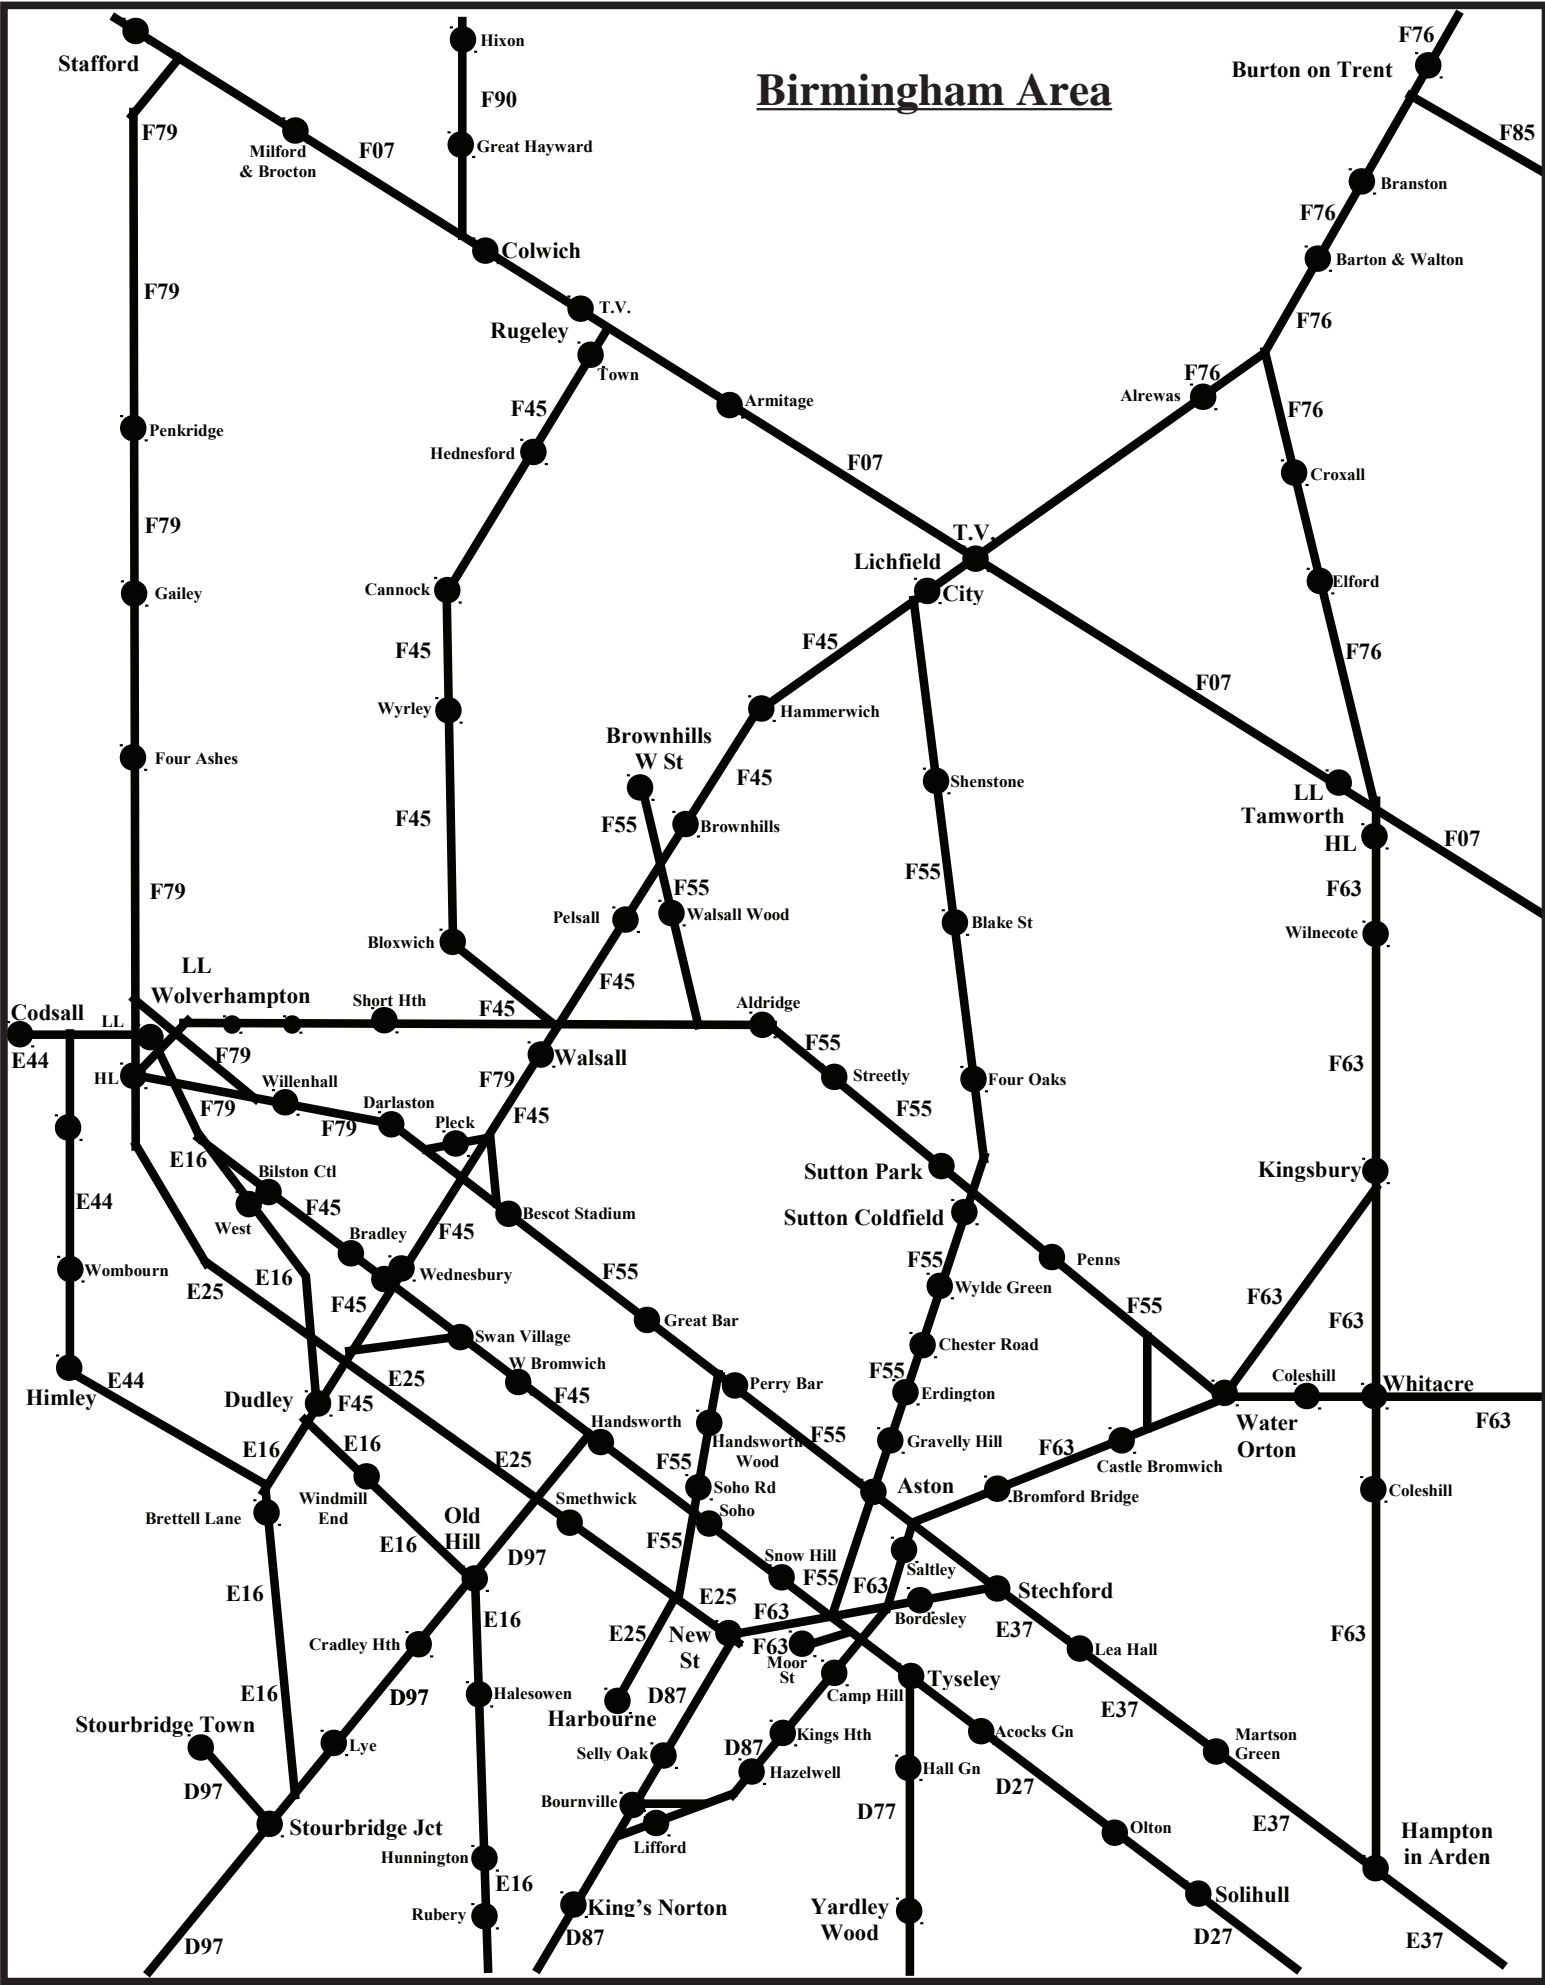 Stafford
Hixon
F90
Birmingham Area
F76
Burton on Trent
F85
F79
Milford
& Brocton
F07
Great Hayward
Branston
F76
Colwich
Barton & Walton
F79
T.V.
Rugeley
Town
F76
F76
Alrewas
F76
Armitage
F45
Penkridge
Hednesford
F07
Croxall
F79
T.V.
Lichfield
City
Elford
Gailey
Cannock
F45
F45
F76
F07
Wyrley
Hammerwich
Brownhills
W St
Four Ashes
F45
Shenstone
LL
Tamworth
HL
F07
F45
F55
Brownhills
F55
F63
F79
F55
Pelsall
Walsall Wood
Blake St
Wilnecote
Bloxwich
LL
Wolverhampton
F45
Short Hth
F45
Aldridge
Codsall
LL
E44
F79
Walsall
F55
F63
HL
Willenhall
F79
Streetly
Four Oaks
F79
Darlaston
F79
Pleck
F45
F55
E16
Bilston Ctl
Sutton Park
Kingsbury
E44
F45
West
Bescot Stadium
Sutton Coldfield
Bradley
F45
Wombourn
E16
Wednesbury
F55
F55
Penns
E25
F45
Wylde Green
F63
F55
F63
Great Bar
Swan Village
Chester Road
W Bromwich
E44
E25
F45
F55
Coleshill
Whitacre
Himley
Dudley
F45
Perry Bar
Erdington
F63
Handsworth
Water
Orton
E16
E16
Handsworth
Wood
F55
Gravelly Hill
F63
E25
F55
Castle Bromwich
Soho Rd
Aston
Bromford Bridge
Coleshill
Windmill
End
Smethwick
Soho
Brettell Lane
Old
Hill
E16
F55
D97
Snow Hill
F55
F63
Saltley
E16
E25
Stechford
E16
F63
Bordesley
E25
New
St
F63
E37
F63
Cradley Hth
Moor
St
Lea Hall
E16
D97
Halesowen
D87
Camp Hill
Tyseley
E37
Harbourne
Stourbridge Town
Lye
Selly Oak
D87
Kings Hth
Acocks Gn
Martson
Green
Hazelwell
Hall Gn
D97
D27
Bournville
D77
E37
Stourbridge Jct
Lifford
Olton
Hampton
in Arden
Hunnington
E16
Solihull
Rubery
King's Norton
Yardley
Wood
D97
D87
D27
E37